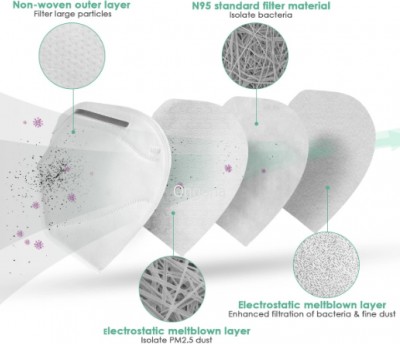 Non-woven outer layer
Filter large particles
N95 standard filter material
Isolate bacteria
Electrostatic meltblown layer
Enhanced filtration of bacteria & fine dust
Electrostatic meltblown layer
Isolate PM2.5 dust